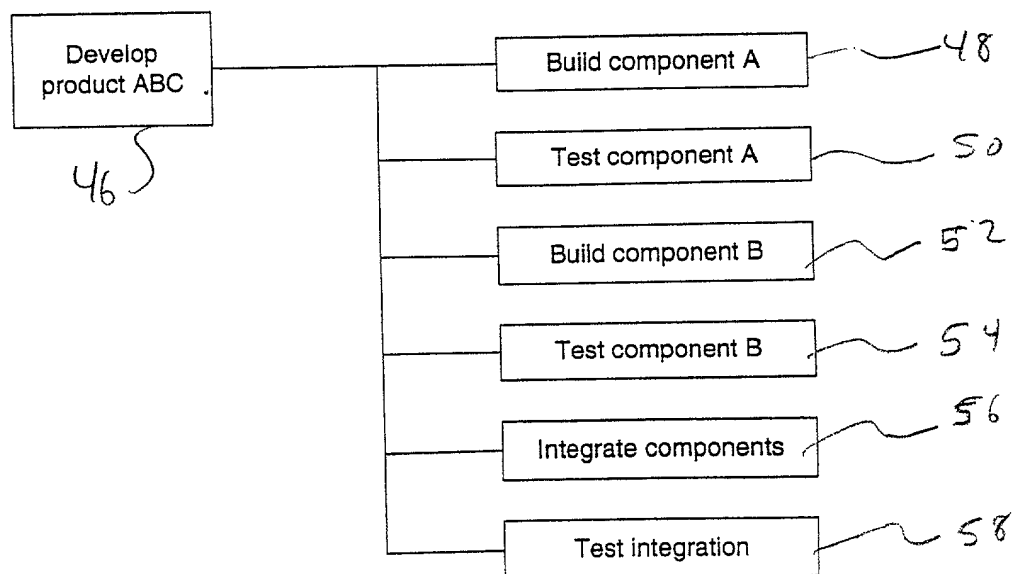 Develop
product ABC
46
Build component A
48
Test component A
50
Build component B
52
Test component B
54
Integrate components
56
Test integration
58